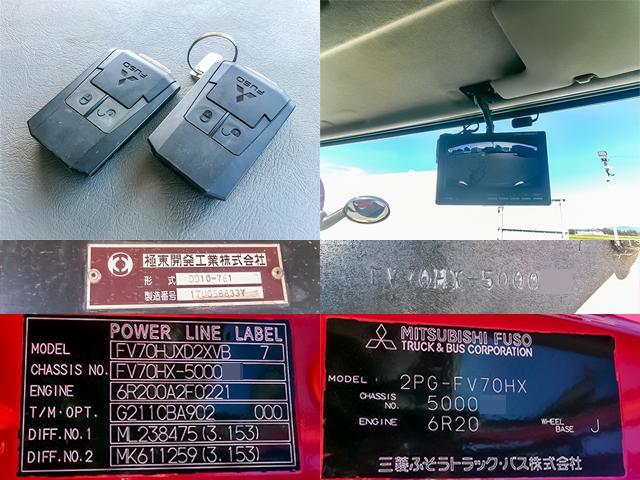 FUSO
FUSO
極東開発工業株式会社
形式 DD10-761
製造番号
FV70HX-5000
POWER LINE LABEL
MODEL FV70HJXD2XVB 7
CHASSIS NO. FV70HX-5000
ENGINE 6R200A2F0221
T/M·OPT. G211CBA902 000
DIFF.NO.1 ML238475(3.153)
DIFF.NO.2 MK611259(3.153)
MITSUBISHI FUSO
TRUCK & BUS CORPORATION
MODEL 2PG-FV70HX
CHASSIS NO. 5000
ENGINE 6R20 WHEEL BASE J
三菱ふそうトラック・バス株式会社